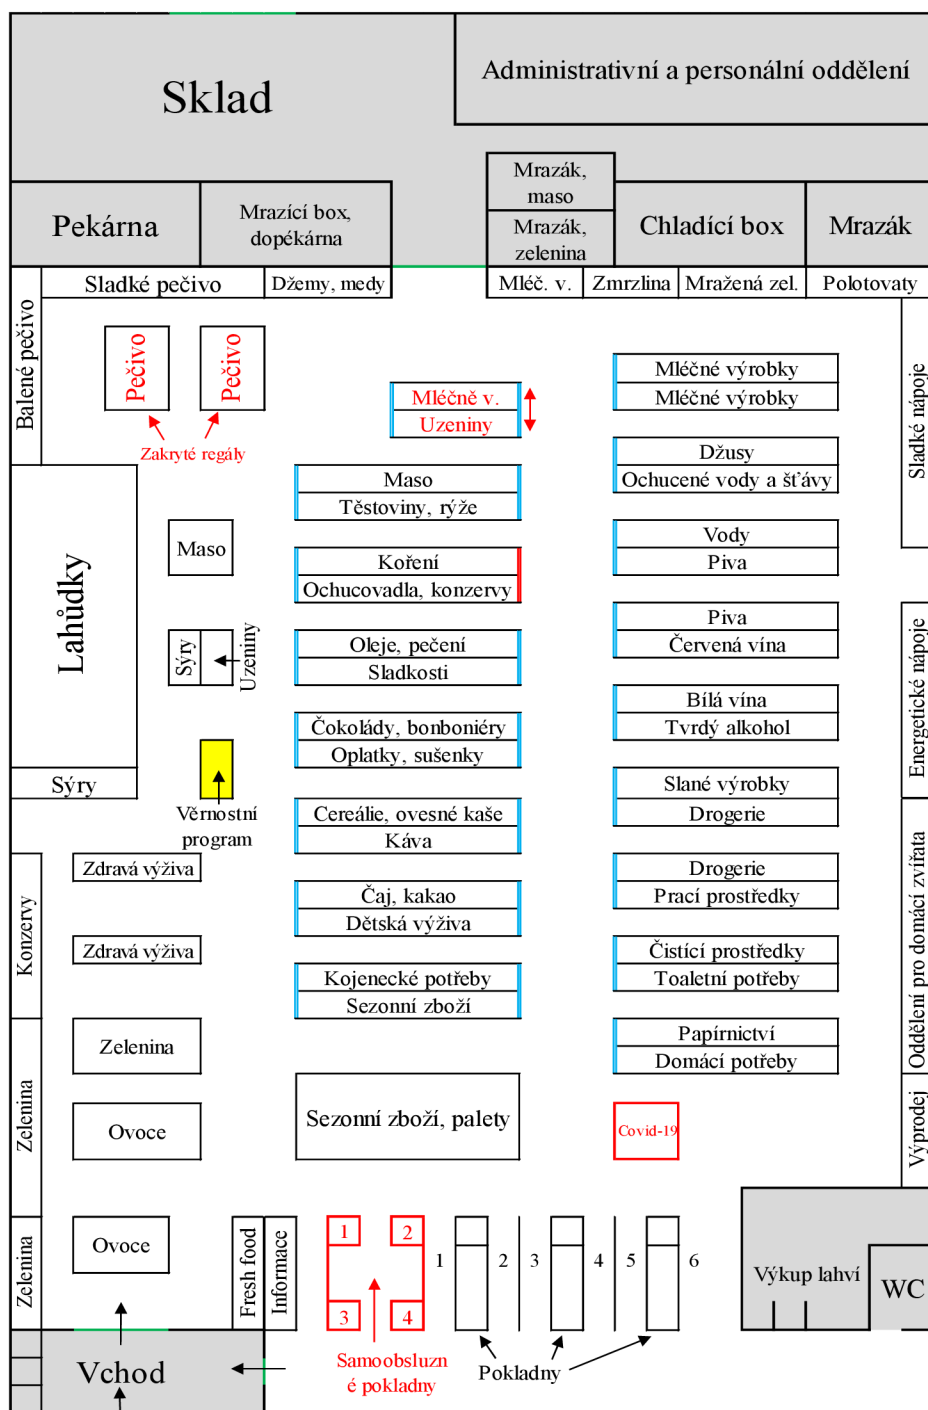 Sklad
Administrativní a personální oddělení
Mrazák,
maso
Pekárna
Mrazící box,
dopékárna
Mrazák,
zelenina
Chladící box
Mrazák
Sladké pečivo
Džemy, medy
Mléč. v.
Zmrzlina
Mražená zel.
Polotovaty
Balené pečivo
Pečivo
Pečivo
Zakryté regály
Mléčně v.
Uzeniny
Mléčné výrobky
Mléčné výrobky
Sladké nápoje
Džusy
Ochucené vody a šťávy
Maso
Těstoviny, rýže
Lahůdky
Maso
Vody
Piva
Koření
Ochucovadla, konzervy
Sýry
Uzeniny
Oleje, pečení
Sladkosti
Piva
Červená vína
Energetické nápoje
Čokolády, bonboniéry
Oplatky, sušenky
Bílá vína
Tvrdý alkohol
Sýry
Věrnostní
program
Cereálie, ovesné kaše
Káva
Slané výrobky
Drogerie
Konzervy
Zdravá výživa
Zdravá výživa
Čaj, kakao
Dětská výživa
Drogerie
Prací prostředky
Oddělení pro domácí zvířata
Kojenecké potřeby
Sezonní zboží
Čistící prostředky
Toaletní potřeby
Zelenina
Zelenina
Ovoce
Papírnictví
Domácí potřeby
Sezonní zboží, palety
Covid-19
Výprodej
Zelenina
Ovoce
Fresh food
Informace
1
2
3
4
1
2
3
4
5
6
Výkup lahví
WC
Vchod
Samoobsluzn
é pokladny
Pokladny